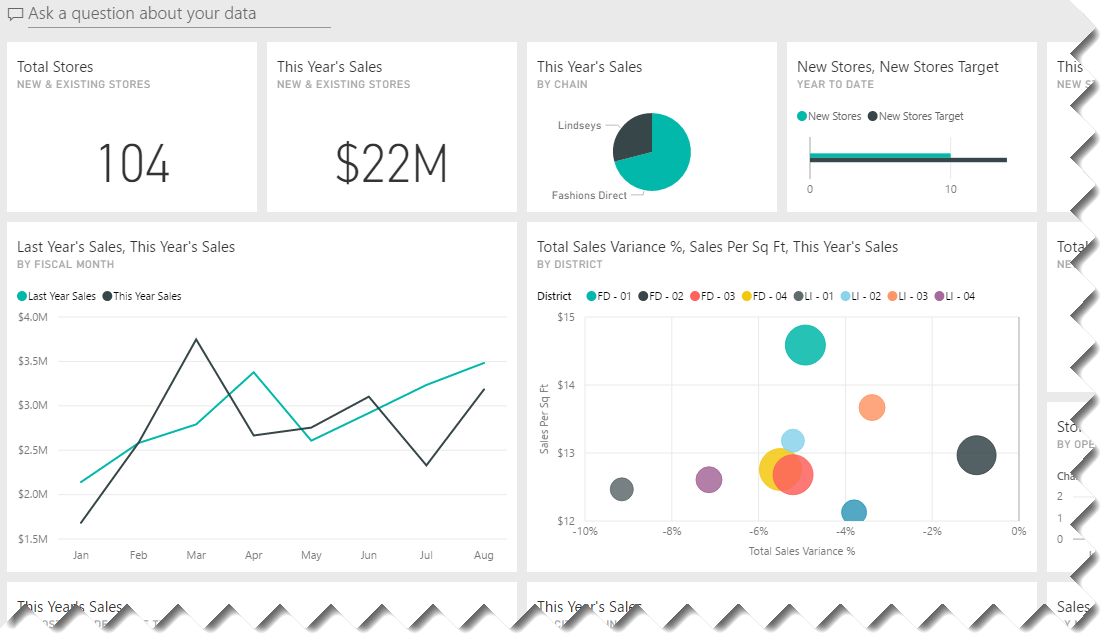 Ask a question about your data
Total Stores
NEW & EXISTING STORES
104
This Year's Sales
NEW & EXISTING STORES
$22M
This Year's Sales
BY CHAIN
Lindseys
Fashions Direct
New Stores, New Stores Target
YEAR TO DATE
New Stores New Stores Target
0 10
This
NEW S
Last Year's Sales, This Year's Sales
BY FISCAL MONTH
Last Year Sales This Year Sales
$4.0M
$3.5M
$3.0M
$2.5M
$2.0M
$1.5M
Jan Feb Mar Apr May Jun Jul Aug
Total Sales Variance %, Sales Per Sq Ft, This Year's Sales
BY DISTRICT
District FD - 01 FD - 02 FD - 03 FD - 04 LI - 01 LI - 02 LI - 03 LI - 04
Sales Per Sq Ft
$15
$14
$13
$12
-10% -8% -6% -4% -2% 0%
Total Sales Variance %
Total
NE
Sto
BY OPE
Cha
2
1
0
This Year's Sales
This Year's Sales
Sales